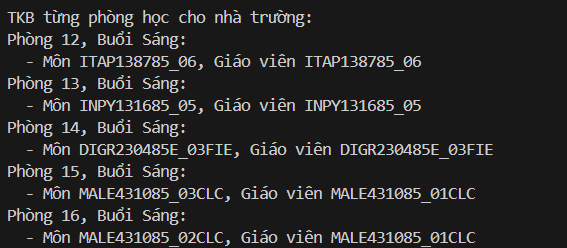 TKB từng phòng học cho nhà trường:
Phòng 12, Buổi Sáng:
- Môn ITAP138785_06, Giáo viên ITAP138785_06
Phòng 13, Buổi Sáng:
- Môn INPY131685_05, Giáo viên INPY131685_05
Phòng 14, Buổi Sáng:
- Môn DIGR230485E_03FIE, Giáo viên DIGR230485E_03FIE
Phòng 15, Buổi Sáng:
- Môn MALE431085_03CLC, Giáo viên MALE431085_01CLC
Phòng 16, Buổi Sáng:
- Môn MALE431085_02CLC, Giáo viên MALE431085_01CLC